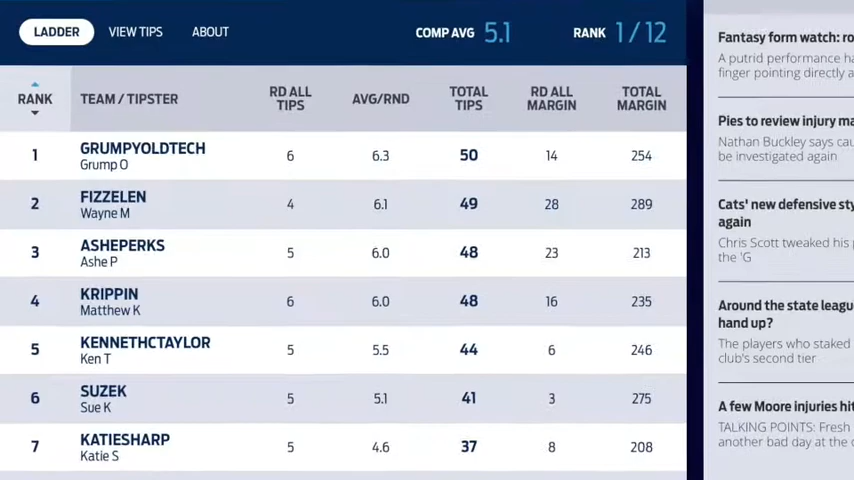 LADDER VIEW TIPS ABOUT COMP AVG 5.1 RANK 1 / 12
RANK TEAM / TIPSTER RD ALL TIPS AVG/RND TOTAL TIPS RD ALL MARGIN TOTAL MARGIN
1 GRUMPYOLDTECH 6 6.3 50 14 254
Grump O
2 FIZZELEN 4 6.1 49 28 289
Wayne M
3 ASHEPERKS 5 6.0 48 23 213
Ashe P
4 KRIPPIN 6 6.0 48 16 235
Matthew K
5 KENNETHCTAYLOR 5 5.5 44 6 246
Ken T
6 SUZEK 5 5.1 41 3 275
Sue K
7 KATIESHARP 5 4.6 37 8 208
Katie S
Fantasy form watch: ro
A putrid performance ha
finger pointing directly a
Pies to review injury ma
Nathan Buckley says cau
be investigated again
Cats' new defensive sty
again
Chris Scott tweaked his p
the 'G
Around the state leagu
hand up?
The players who staked
club's second tier
A few Moore injuries hit
TALKING POINTS: Fresh
another bad day at the o